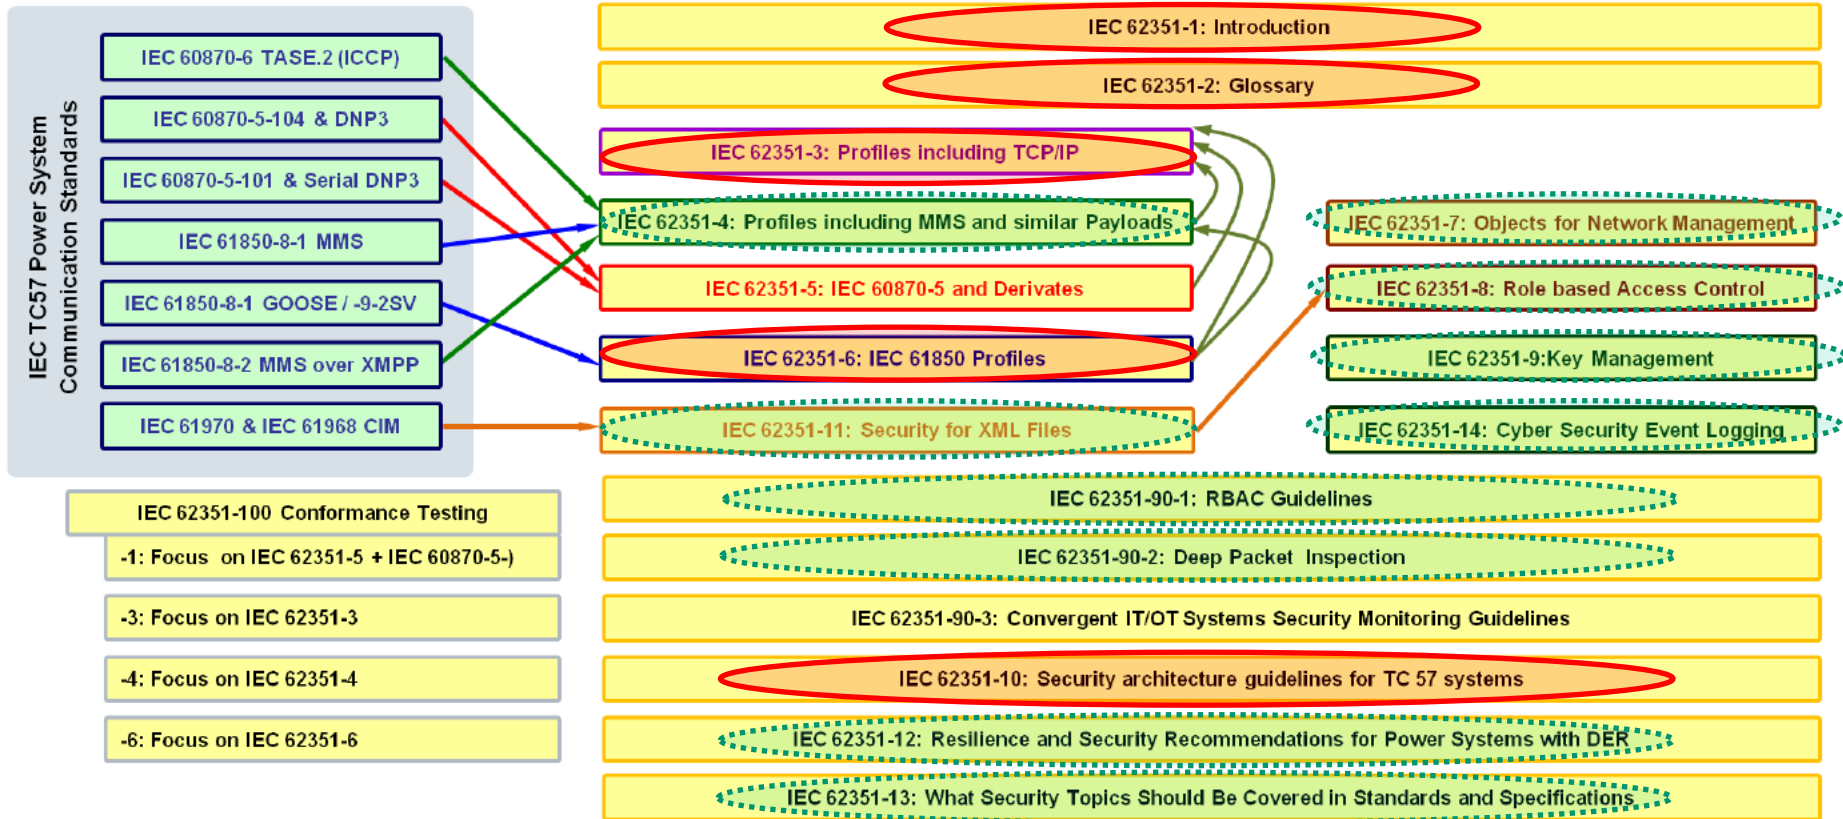 IEC TC57 Power System
Communication Standards
IEC 60870-6 TASE.2 (ICCP)
IEC 60870-5-104 & DNP3
IEC 60870-5-101 & Serial DNP3
IEC 61850-8-1 MMS
IEC 61850-8-1 GOOSE / -9-2SV
IEC 61850-8-2 MMS over XMPP
IEC 61970 & IEC 61968 CIM
IEC 62351-1: Introduction
IEC 62351-2: Glossary
IEC 62351-3: Profiles including TCP/IP
IEC 62351-4: Profiles including MMS and similar Payloads
IEC 62351-5: IEC 60870-5 and Derivates
IEC 62351-6: IEC 61850 Profiles
IEC 62351-11: Security for XML Files
IEC 62351-7: Objects for Network Management
IEC 62351-8: Role based Access Control
IEC 62351-9:Key Management
IEC 62351-14: Cyber Security Event Logging
IEC 62351-100 Conformance Testing
-1: Focus on IEC 62351-5 + IEC 60870-5-)
-3: Focus on IEC 62351-3
-4: Focus on IEC 62351-4
-6: Focus on IEC 62351-6
IEC 62351-90-1: RBAC Guidelines
IEC 62351-90-2: Deep Packet Inspection
IEC 62351-90-3: Convergent IT/OT Systems Security Monitoring Guidelines
IEC 62351-10: Security architecture guidelines for TC 57 systems
IEC 62351-12: Resilience and Security Recommendations for Power Systems with DER
IEC 62351-13: What Security Topics Should Be Covered in Standards and Specifications